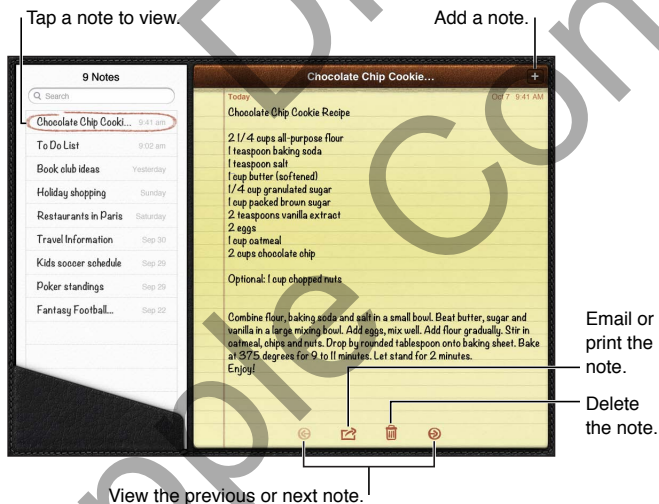 Tap a note to view.
Add a note.
9 Notes
Search
Chocolate Chip Cooki... 9:41 am
To Do List 9:02 am
Book club ideas Yesterday
Holiday shopping Sunday
Restaurants in Paris Saturday
Travel Information Sep 30
Kids soccer schedule Sep 29
Poker standings Sep 29
Fantasy Football... Sep 22
Chocolate Chip Cookie...
+
Today Oct 7 9:41 AM
Chocolate Chip Cookie Recipe
2 1/4 cups all-purpose flour
1 teaspoon baking soda
1 teaspoon salt
1 cup butter (softened)
1/4 cup granulated sugar
1 cup packed brown sugar
2 teaspoons vanilla extract
2 eggs
1 cup oatmeal
2 cups chocolate chip
Optional: 1 cup chopped nuts
Combine flour, baking soda and salt in a small bowl. Beat butter, sugar and
vanilla in a large mixing bowl. Add eggs, mix well. Add flour gradually. Stir in
oatmeal, chips and nuts. Drop by rounded tablespoon onto baking sheet. Bake
at 375 degrees for 9 to 11 minutes. Let stand for 2 minutes.
Enjoy!
Email or
print the
note.
Delete
the note.
View the previous or next note.